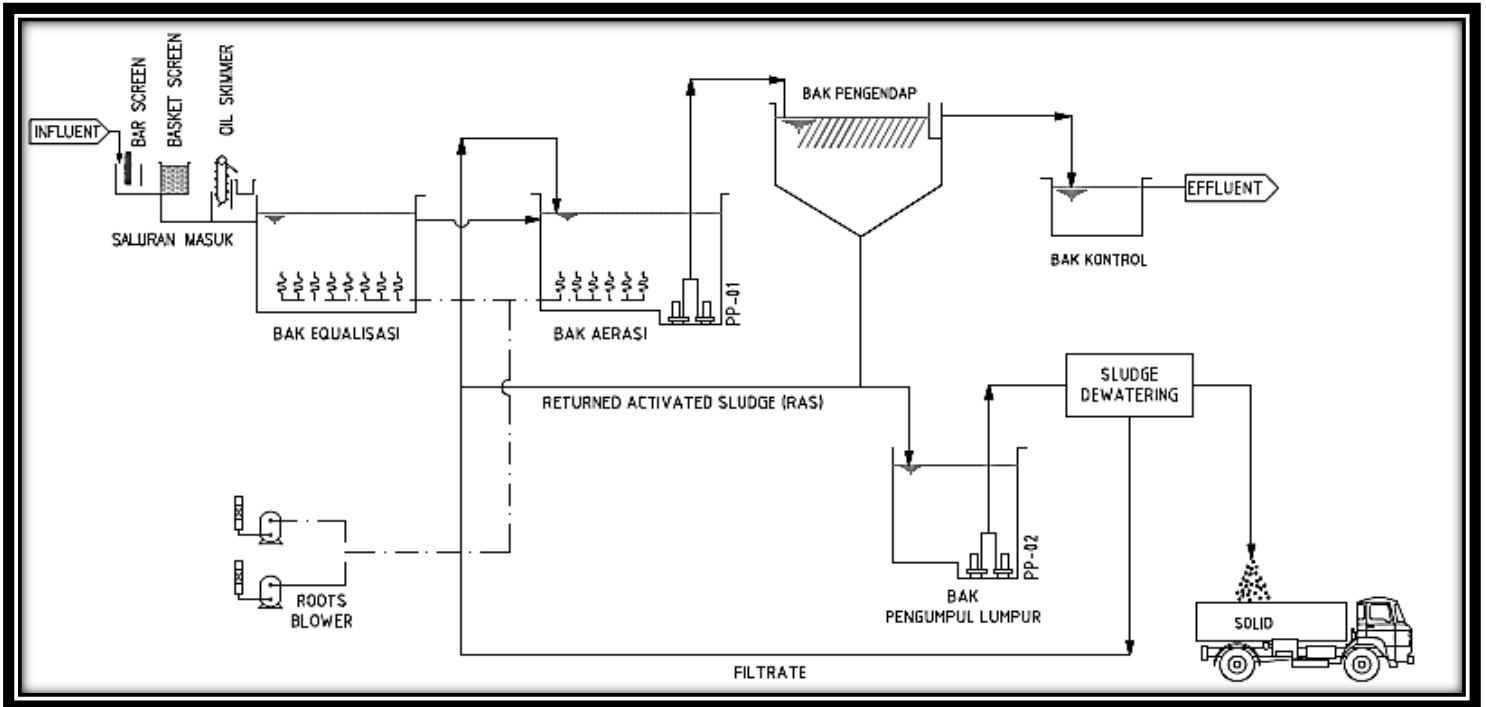 INFLUENT
BAR SCREEN
BASKET SCREEN
OIL SKIMMER
SALURAN MASUK
BAK EQUALISASI
BAK AERASI
PP-01
BAK PENGENDAP
EFFLUENT
BAK KONTROL
RETURNED ACTIVATED SLUDGE (RAS)
SLUDGE
DEWATERING
PP-02
BAK
PENGUMPUL LUMPUR
ROOTS
BLOWER
SOLID
FILTRATE